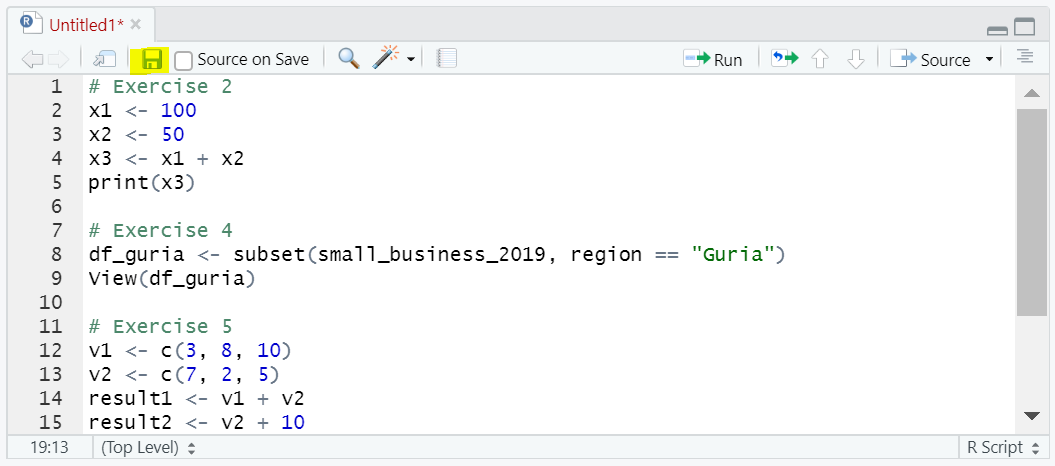 Untitled1*
Source on Save
Run
Source
1 # Exercise 2
2 x1 <- 100
3 x2 <- 50
4 x3 <- x1 + x2
5 print(x3)
6
7 # Exercise 4
8 df_guria <- subset(small_business_2019, region == "Guria")
9 View(df_guria)
10
11 # Exercise 5
12 v1 <- c(3, 8, 10)
13 v2 <- c(7, 2, 5)
14 result1 <- v1 + v2
15 result2 <- v2 + 10
19:13 (Top Level) R Script